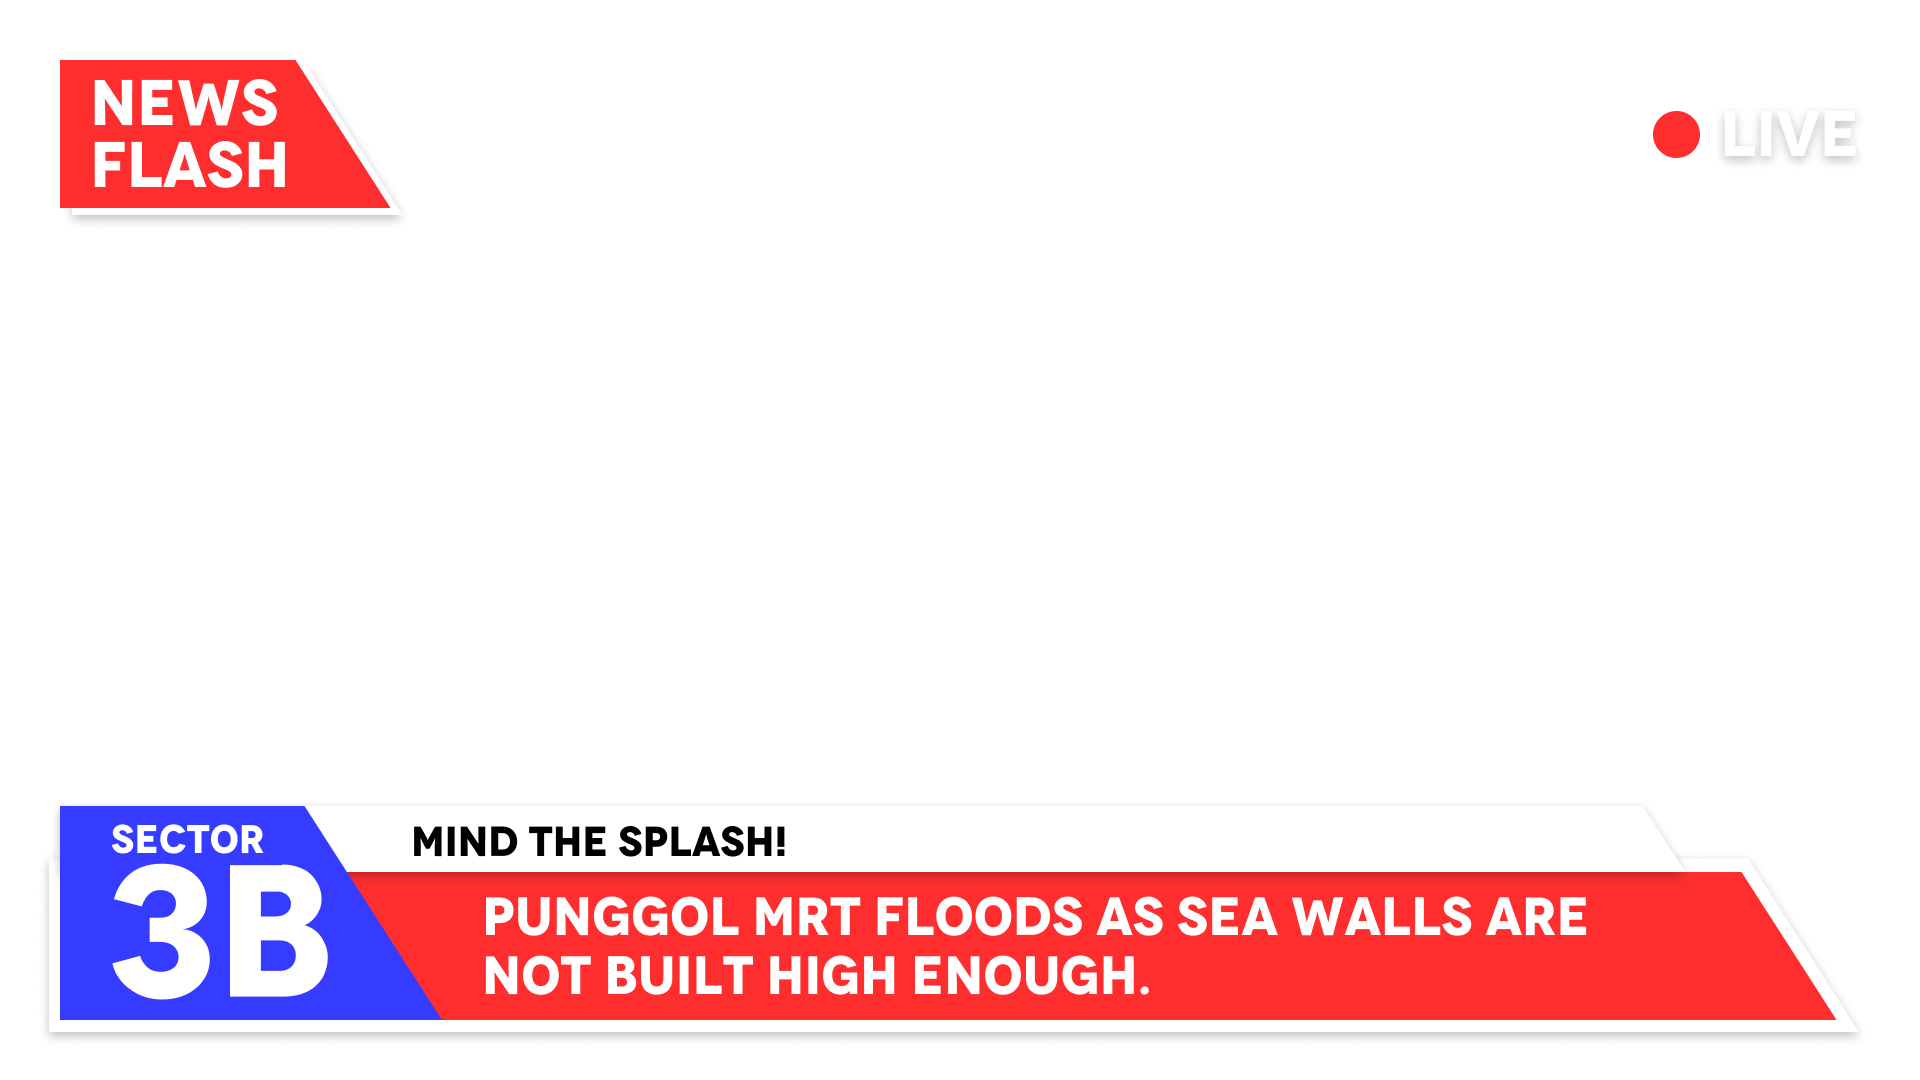 NEWS
FLASH
LIVE
SECTOR
3B
MIND THE SPLASH!
PUNGGOL MRT FLOODS AS SEA WALLS ARE
NOT BUILT HIGH ENOUGH.